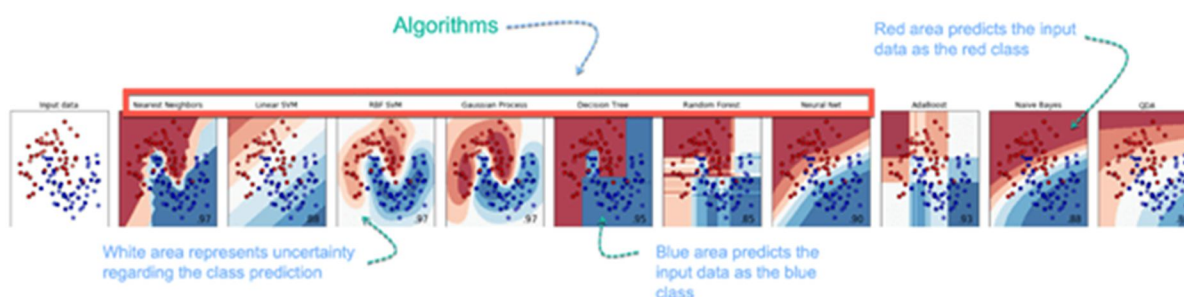 Algorithms
Red area predicts the input
data as the red class
Input data
Nearest Neighbors
Linear SVM
RBF SVM
Gaussian Process
Decision Tree
Random Forest
Neural Net
AdaBoost
Naive Bayes
QDA
.97
.88
.97
.97
.95
.85
.90
.93
.88
White area represents uncertainty
regarding the class prediction
Blue area predicts the
input data as the blue
class